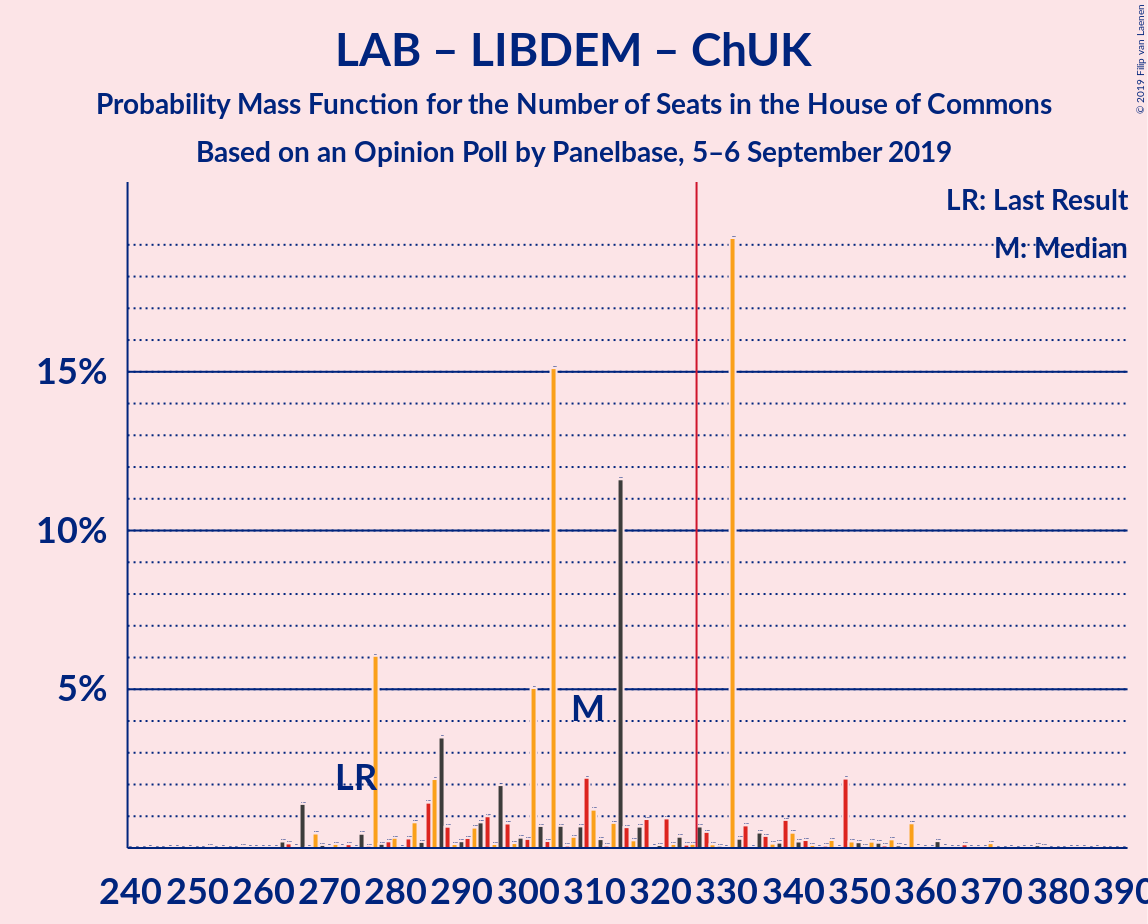 LAB – LIBDEM – ChUK
Probability Mass Function for the Number of Seats in the House of Commons
Based on an Opinion Poll by Panelbase, 5–6 September 2019
© 2019 Filip van Laenen
LR: Last Result
M: Median
15%
10%
5%
LR
M
240 250 260 270 280 290 300 310 320 330 340 350 360 370 380 390